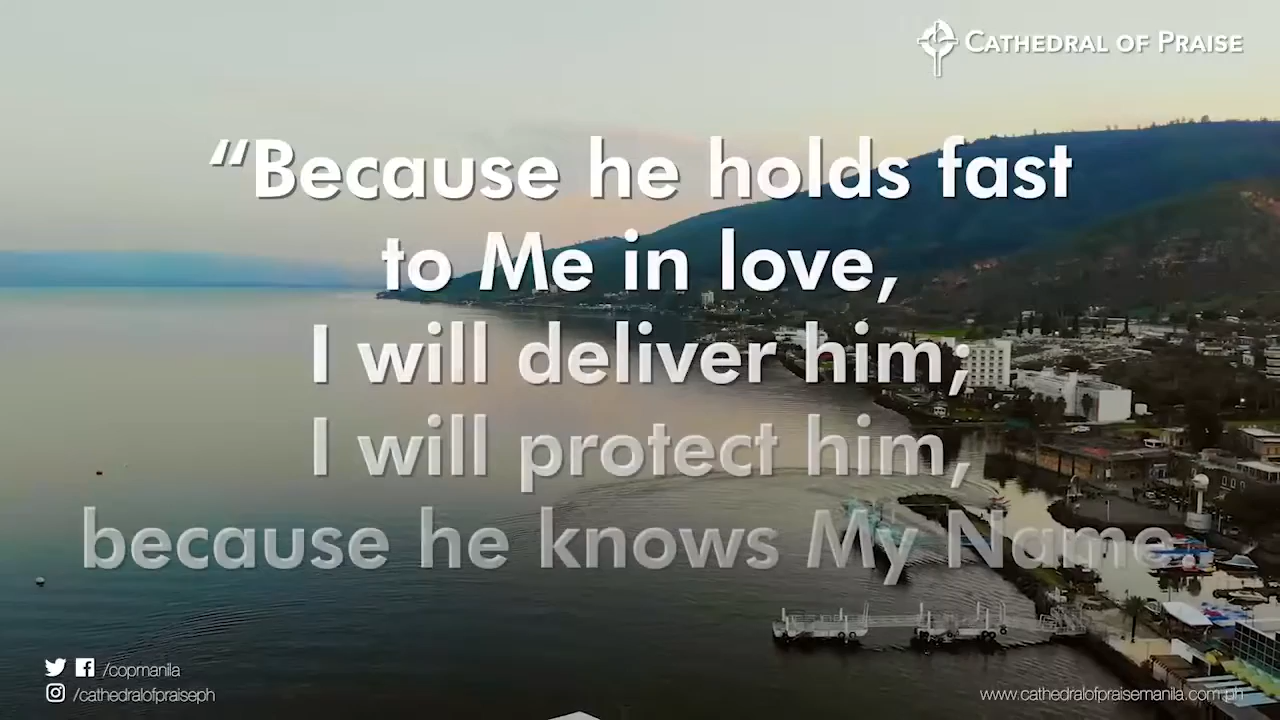 CATHEDRAL OF PRAISE
“Because he holds fast
to Me in love,
I will deliver him;
I will protect him,
because he knows My Name.
/copmanila
/cathedralofpraiseph
www.cathedralofpraisemanila.com.ph